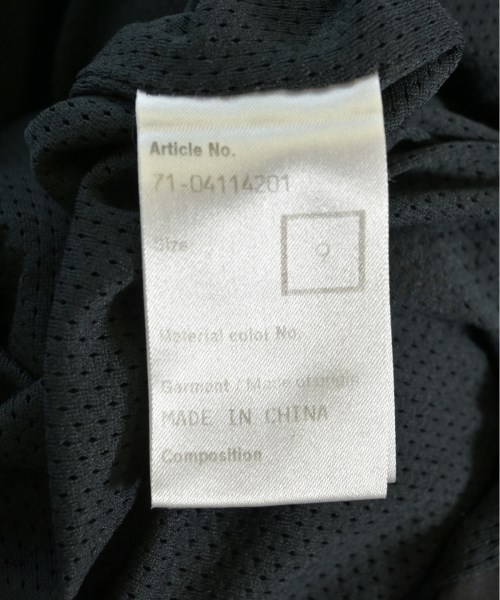 Article No.
71-04114201
Size
9
Material color No.
Garment / Made of origin
MADE IN CHINA
Composition